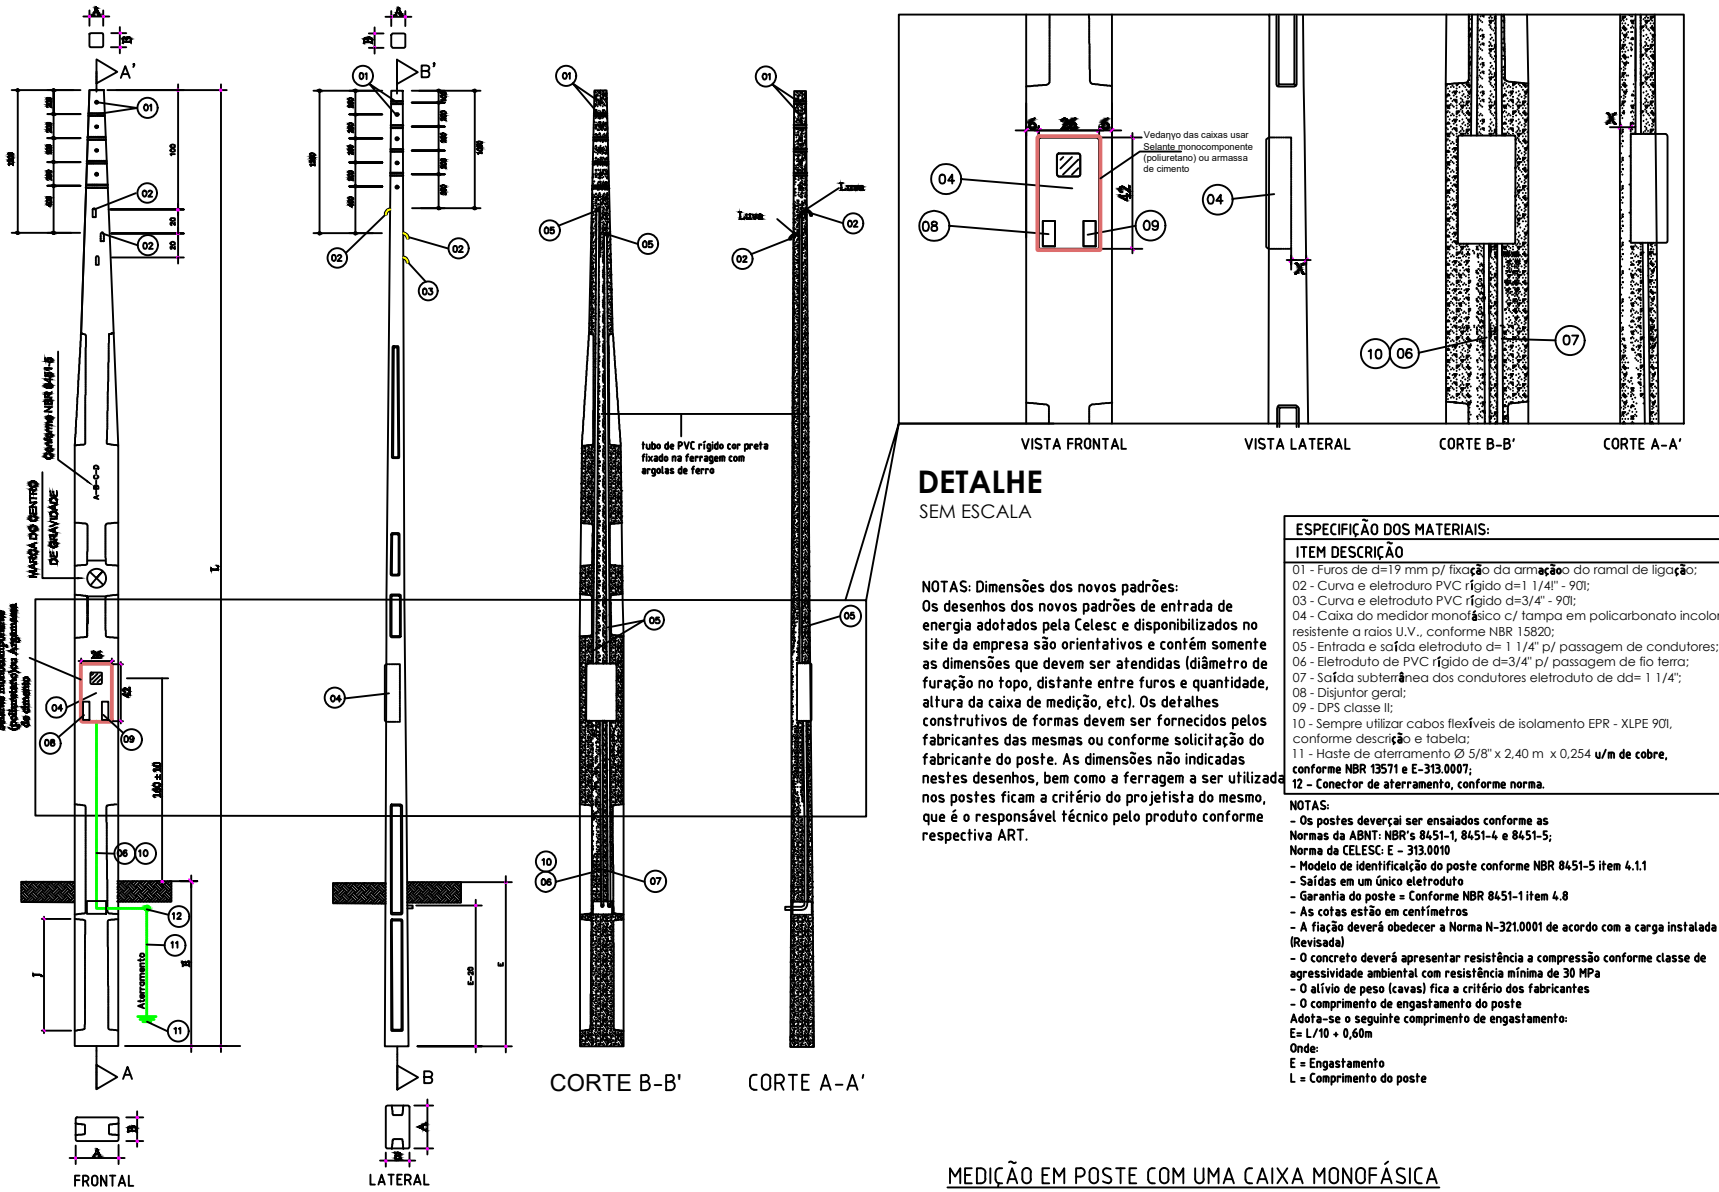 A
B
A'
01
02
02
100
20
20
200
Conforme NBR 8451-5
A-B-C-D
MARCA DO CENTRO
DE GRAVIDADE
L
(poliuretano)ou Argamassa
de cimento
26
42
04
08
09
160±10
06
10
12
11
11
Aterramento
J
E
A
B
A
FRONTAL
A
B
B'
01
02
02
03
04
E-20
E
B
A
B
LATERAL
01
05
05
05
10
06
07
CORTE B-B'
tubo de PVC rígido cor preta
fixado na ferragem com
argolas de ferro
01
Luva
Luva
02
02
05
CORTE A-A'
6
26
6
42
Vedanyo das caixas usar
Selante monocomponente
(poliuretano) ou armassa
de cimento
04
08
09
VISTA FRONTAL
04
X
VISTA LATERAL
10
06
07
CORTE B-B'
X
CORTE A-A'
DETALHE
SEM ESCALA
NOTAS: Dimensões dos novos padrões:
Os desenhos dos novos padrões de entrada de
energia adotados pela Celesc e disponibilizados no
site da empresa são orientativos e contém somente
as dimensões que devem ser atendidas (diâmetro de
furação no topo, distante entre furos e quantidade,
altura da caixa de medição, etc). Os detalhes
construtivos de formas devem ser fornecidos pelos
fabricantes das mesmas ou conforme solicitação do
fabricante do poste. As dimensões não indicadas
nestes desenhos, bem como a ferragem a ser utilizada
nos postes ficam a critério do projetista do mesmo,
que é o responsável técnico pelo produto conforme
respectiva ART.
ESPECIFIÇÃO DOS MATERIAIS:
ITEM DESCRIÇÃO
01 - Furos de d=19 mm p/ fixação da armação do ramal de ligação;
02 - Curva e eletroduro PVC rígido d=1 1/4!" - 90Î;
03 - Curva e eletroduto PVC rígido d=3/4" - 90Î;
04 - Caixa do medidor monofásico c/ tampa em policarbonato incolor
resistente a raios U.V., conforme NBR 15820;
05 - Entrada e saída eletroduto d= 1 1/4" p/ passagem de condutores;
06 - Eletroduto de PVC rígido de d=3/4" p/ passagem de fio terra;
07 - Saída subterrânea dos condutores eletroduto de dd= 1 1/4";
08 - Disjuntor geral;
09 - DPS classe II;
10 - Sempre utilizar cabos flexíveis de isolamento EPR - XLPE 90Î,
conforme descrição e tabela;
11 - Haste de aterramento Ø 5/8" x 2,40 m x 0,254 u/m de cobre,
conforme NBR 13571 e E-313.0007;
12 - Conector de aterramento, conforme norma.
NOTAS:
- Os postes deverçai ser ensaiados conforme as
Normas da ABNT: NBR's 8451-1, 8451-4 e 8451-5;
Norma da CELESC: E - 313.0010
- Modelo de identificalção do poste conforme NBR 8451-5 item 4.1.1
- Saídas em um único eletroduto
- Garantia do poste = Conforme NBR 8451-1 item 4.8
- As cotas estão em centímetros
- A fiação deverá obedecer a Norma N-321.0001 de acordo com a carga instalada
(Revisada)
- O concreto deverá apresentar resistência a compressão conforme classe de
agressividade ambiental com resistência mínima de 30 MPa
- O alívio de peso (cavas) fica a critério dos fabricantes
- O comprimento de engastamento do poste
Adota-se o seguinte comprimento de engastamento:
E= L/10 + 0,60m
Onde:
E = Engastamento
L = Comprimento do poste
MEDIÇÃO EM POSTE COM UMA CAIXA MONOFÁSICA